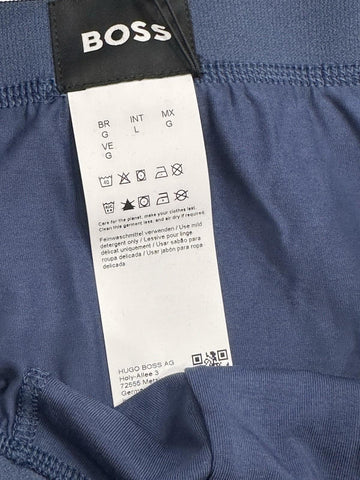 BOSS
BR INT MX
G L G
VE
G
40
Care for the planet, make your clothes last.
Clean this garment less, and air dry if required.
Feinwaschmittel verwenden / Use mild
detergent only / Lessive pour linge
délicat uniquement / Usar sabão para
roupa delicada / Usar jabón para ropa
delicada
HUGO BOSS AG
Holy-Allee 3
72555